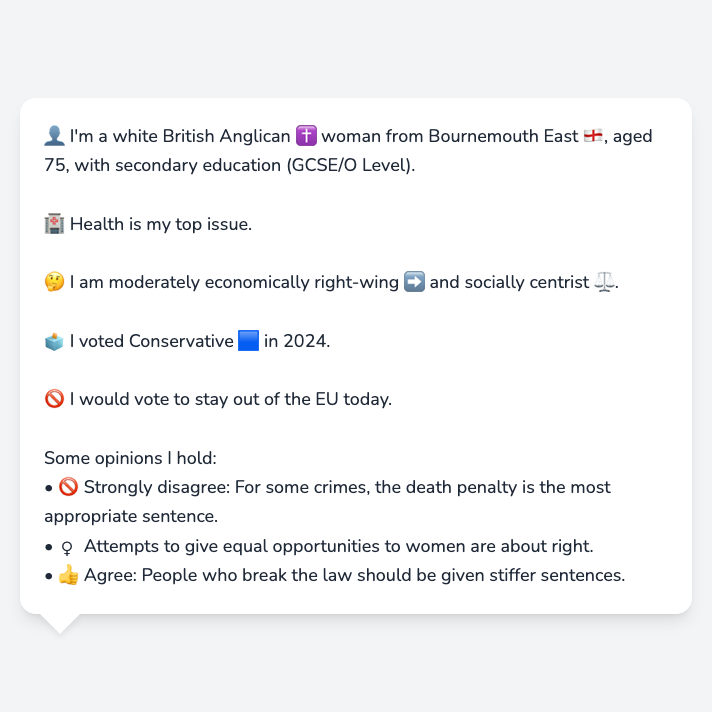 👤 I'm a white British Anglican ✝️ woman from Bournemouth East 🏴󠁧󠁢󠁥󠁮󠁧󠁿, aged
75, with secondary education (GCSE/O Level).
🏥 Health is my top issue.
🤔 I am moderately economically right-wing ➡️ and socially centrist ⚖️.
🗳️ I voted Conservative 🟦 in 2024.
🚫 I would vote to stay out of the EU today.
Some opinions I hold:
• 🚫 Strongly disagree: For some crimes, the death penalty is the most
appropriate sentence.
• ♀ Attempts to give equal opportunities to women are about right.
• 👍 Agree: People who break the law should be given stiffer sentences.